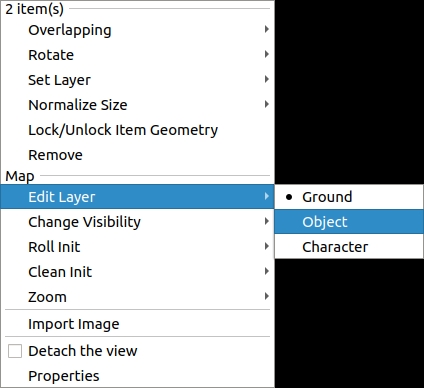 2 item(s)
Overlapping
Rotate
Set Layer
Normalize Size
Lock/Unlock Item Geometry
Remove
Map
Edit Layer
Ground
Change Visibility
Object
Roll Init
Character
Clean Init
Zoom
Import Image
Detach the view
Properties